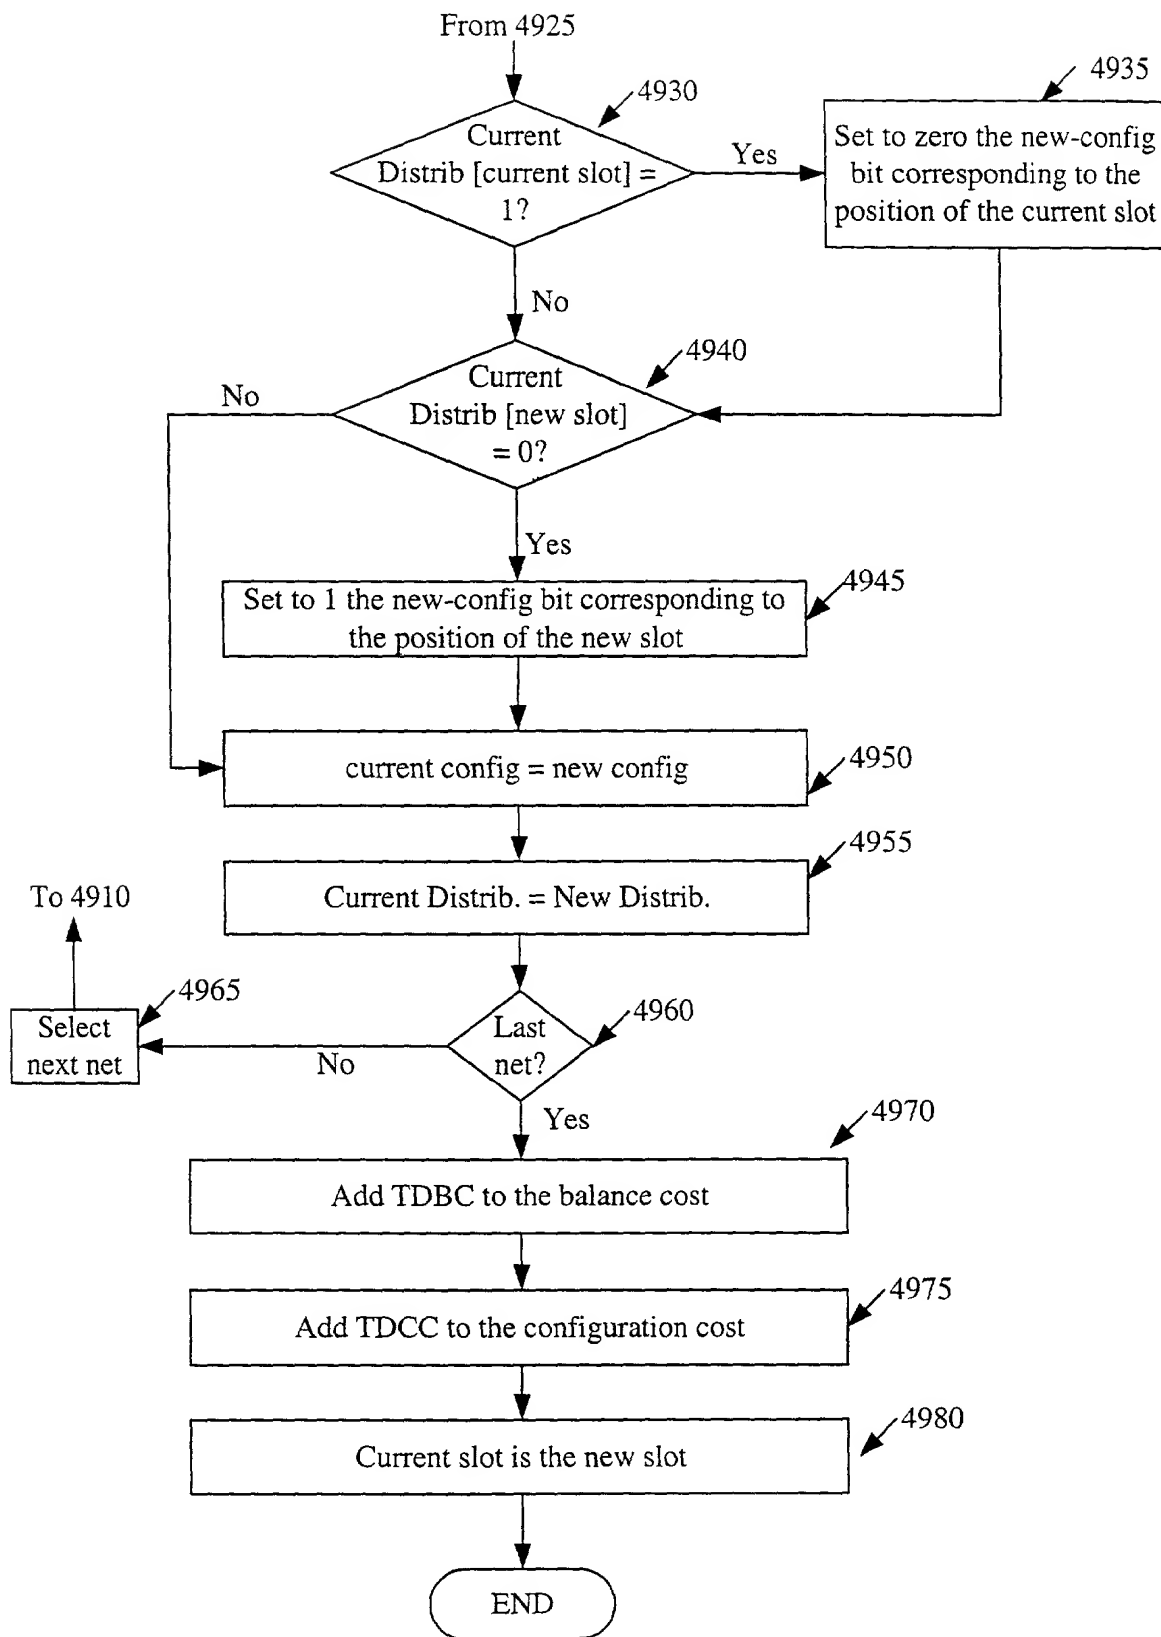 From 4925
4930
4935
Current
Distrib [current slot] =
1?
Yes
Set to zero the new-config
bit corresponding to the
position of the current slot
No
4940
No
Current
Distrib [new slot]
= 0?
Yes
4945
Set to 1 the new-config bit corresponding to
the position of the new slot
4950
current config = new config
4955
Current Distrib. = New Distrib.
To 4910
4965
4960
Select
next net
Last
net?
No
Yes
4970
Add TDBC to the balance cost
4975
Add TDCC to the configuration cost
4980
Current slot is the new slot
END